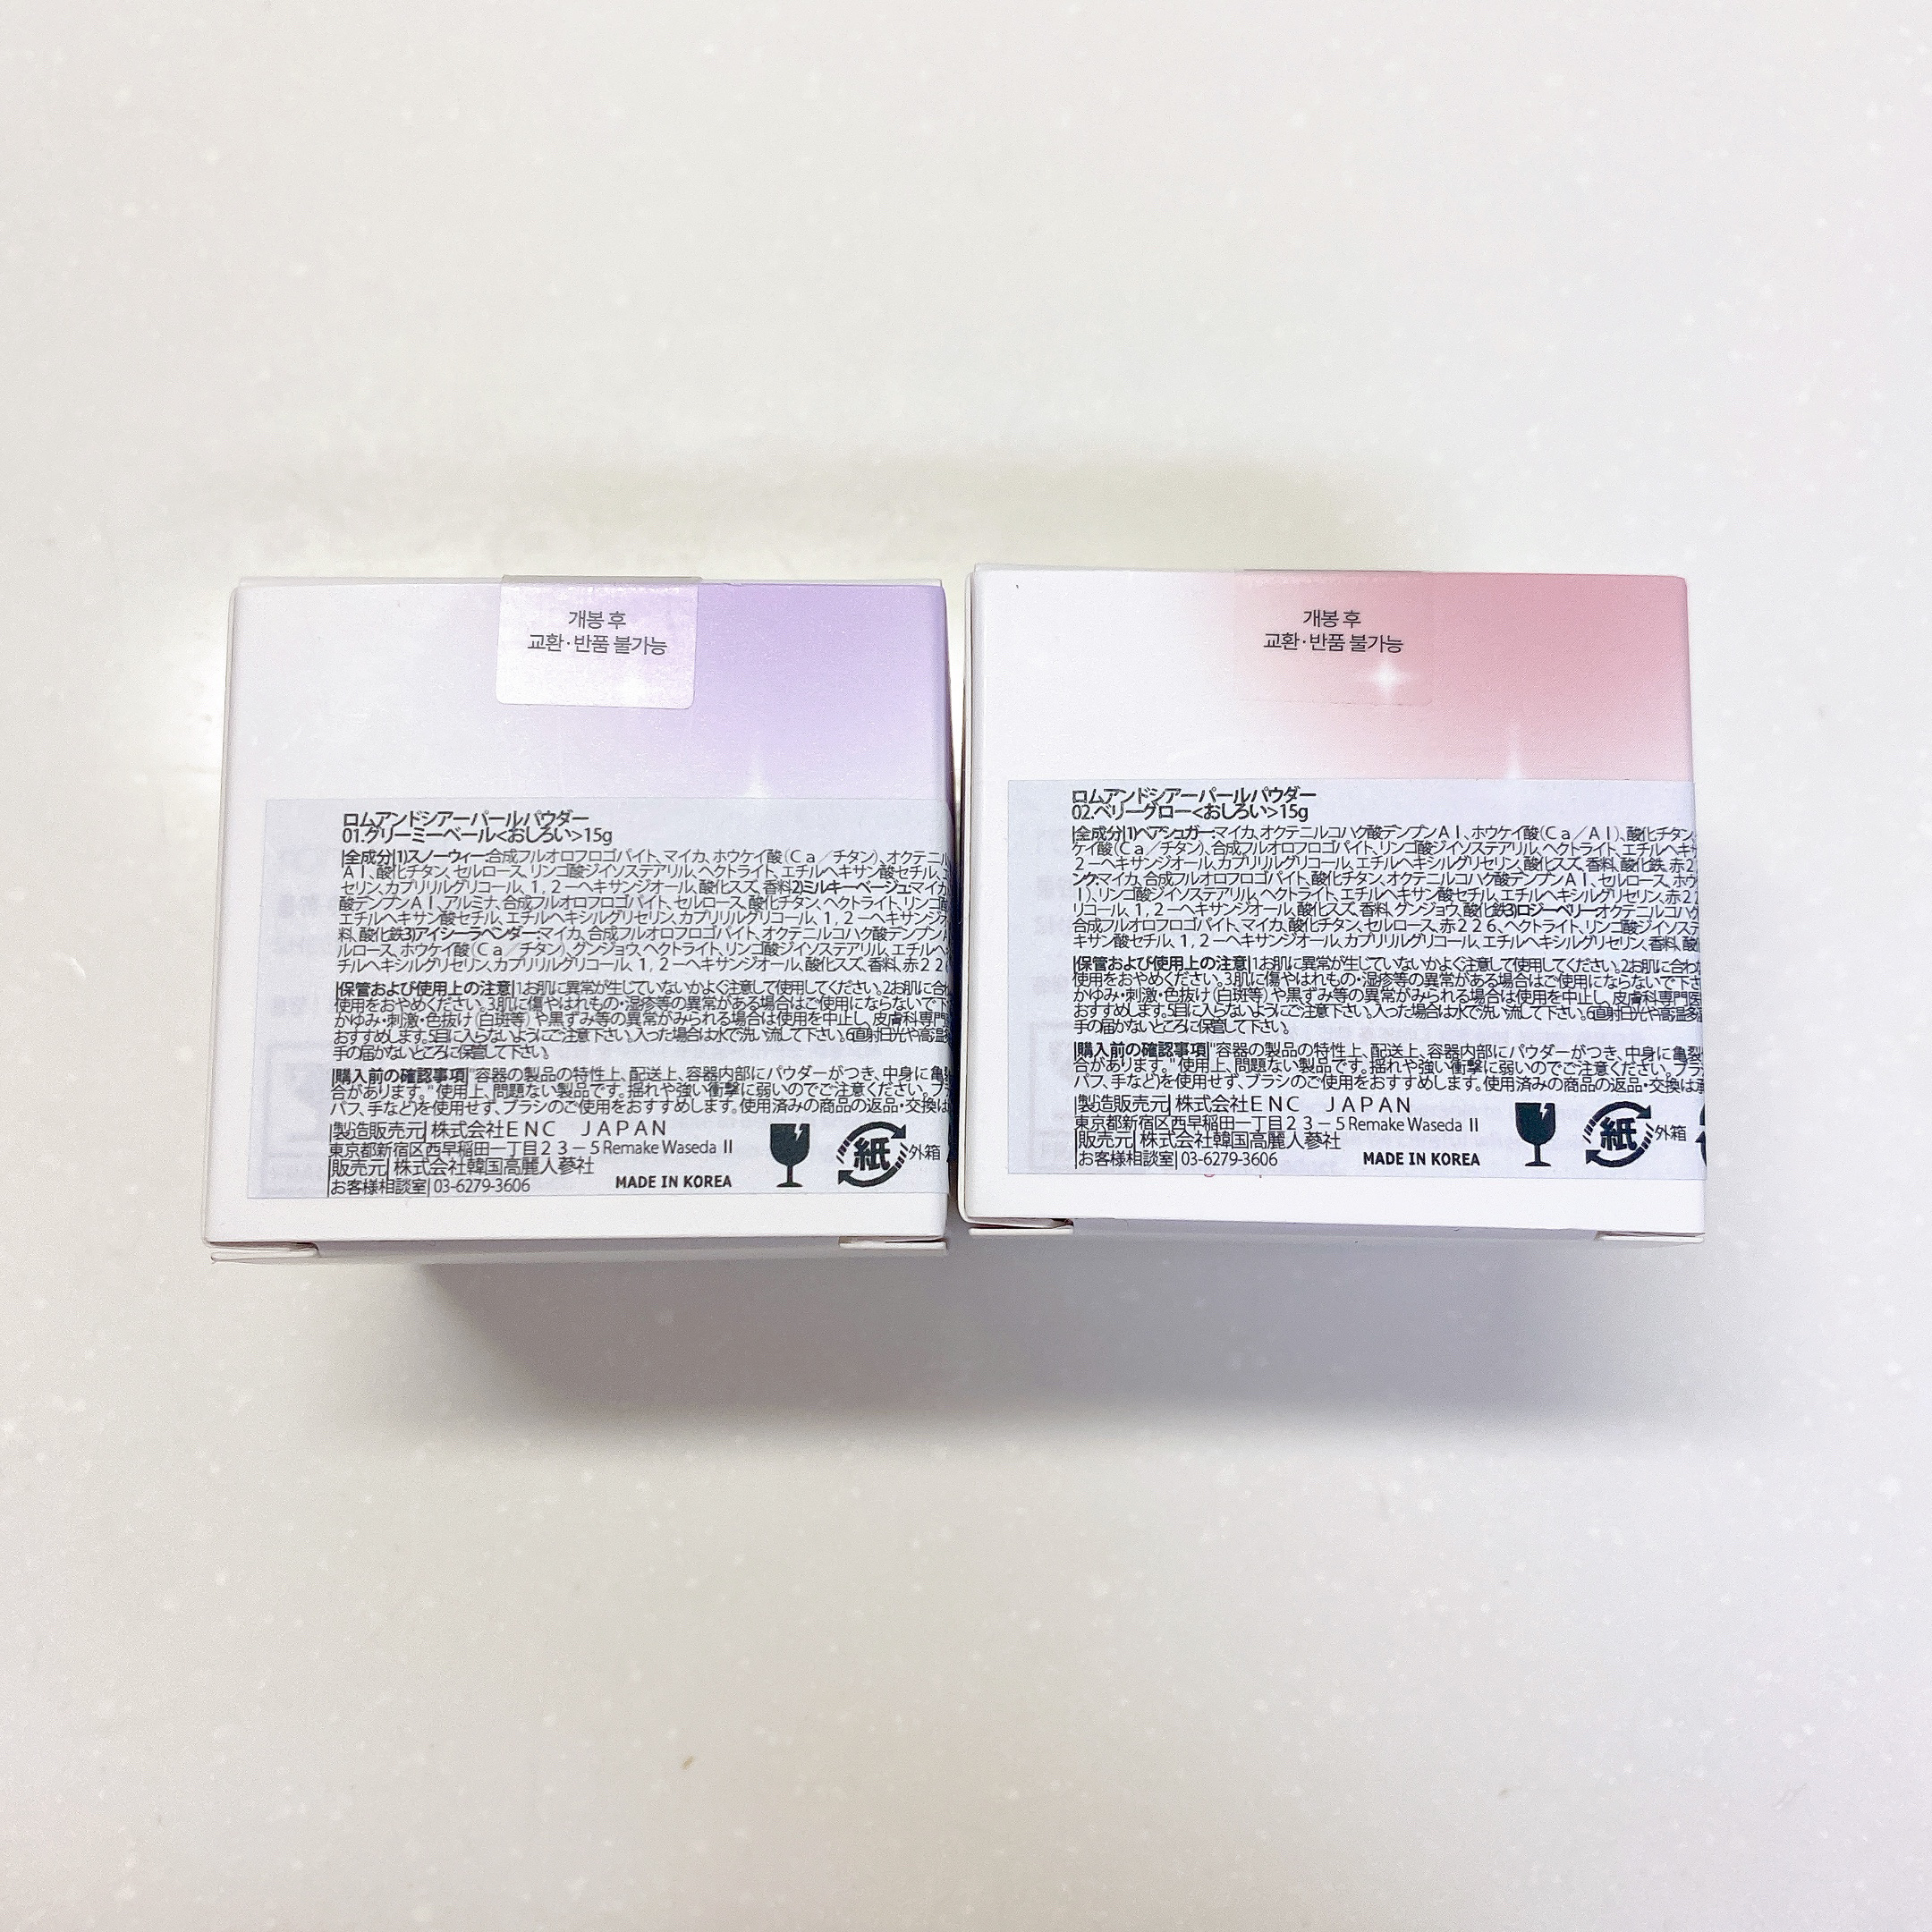 개봉 후
교환·반품 불가능
ロムアンドシアーパールパウダー
01.グリーミーベール<おしろい>15g
|全成分|1)スノーウィー:合成フルオロフロゴパイト、マイカ、ホウケイ酸（Ｃａ／チタン）、オクテニル
ＡＩ、酸化チタン、セルロース、リンゴ酸ジイソステアリル、ヘクトライト、エチルヘキサン酸セチル、エ
セリン、カプリリルグリコール、１，２－ヘキサンジオール、酸化スズ、香料2)ミルキーベージュ:マイカ
酸デンプンＡＩ、アルミナ、合成フルオロフロゴパイト、セルロース、酸化チタン、ヘクトライト、リンゴ酸
エチルヘキサン酸セチル、エチルヘキシルグリセリン、カプリリルグリコール、１，２－ヘキサンジオ
料、酸化鉄3)アイシーラベンダー:マイカ、合成フルオロフロゴパイト、オクテニルコハク酸デンプンA
ルロース、ホウケイ酸（Ｃａ／チタン）、グンジョウ、ヘクトライト、リンゴ酸ジイソステアリル、エチルヘ
チルヘキシルグリセリン、カプリリルグリコール、１，２－ヘキサンジオール、酸化スズ、香料、赤２２６
|保管および使用上の注意|1.お肌に異常が生じていないかよく注意して使用してください。2.お肌に合わ
使用をおやめください。3.肌に傷やはれもの・湿疹等の異常がある場合はご使用にならないで下
かゆみ・刺激・色抜け（白斑等）や黒ずみ等の異常がみられる場合は使用を中止し、皮膚科専門
おすすめします。5.目に入らないようにご注意下さい。入った場合は水で洗い流して下さい。6.直射日光や高温多
手の届かないところに保管して下さい。
|購入前の確認事項|"容器の製品の特性上、配送上、容器内部にパウダーがつき、中身に亀裂
合があります。"使用上、問題ない製品です。揺れや強い衝撃に弱いのでご注意ください。ブラ
パフ、手など)を使用せず、ブラシのご使用をおすすめします。使用済みの商品の返品・交換は
|製造販売元| 株式会社ＥＮＣ　ＪＡＰＡＮ
東京都新宿区西早稲田一丁目２３－５Remake Waseda Ⅱ
|販売元| 株式会社韓国高麗人蔘社
|お客様相談室| 03-6279-3606
MADE IN KOREA
紙 外箱
개봉 후
교환·반품 불가능
ロムアンドシアーパールパウダー
02.ベリーグロー<おしろい>15g
|全成分|1)ペアシュガー:マイカ、オクテニルコハク酸デンプンＡＩ、ホウケイ酸（Ｃａ／ＡＩ）、酸化チタン、
ケイ酸（Ｃａ／チタン）、合成フルオロフロゴパイト、リンゴ酸ジイソステアリル、ヘクトライト、エチルヘキサ
２－ヘキサンジオール、カプリリルグリコール、エチルヘキシルグリセリン、酸化スズ、香料、酸化鉄、赤２
ンク:マイカ、合成フルオロフロゴパイト、酸化チタン、オクテニルコハク酸デンプンＡＩ、セルロース、ホウ
Ｉ）、リンゴ酸ジイソステアリル、ヘクトライト、エチルヘキサン酸セチル、エチルヘキシルグリセリン、赤２２
リコール、１，２－ヘキサンジオール、酸化スズ、香料、グンジョウ、酸化鉄3)ロジーベリー:オクテニルコハク
合成フルオロフロゴパイト、マイカ、酸化チタン、セルロース、赤２２６、ヘクトライト、リンゴ酸ジイソステ
キサン酸セチル、１，２－ヘキサンジオール、カプリリルグリコール、エチルヘキシルグリセリン、香料、酸
|保管および使用上の注意|1.お肌に異常が生じていないかよく注意して使用してください。2.お肌に合わ
使用をおやめください。3.肌に傷やはれもの・湿疹等の異常がある場合はご使用にならないで下さ
かゆみ・刺激・色抜け（白斑等）や黒ずみ等の異常がみられる場合は使用を中止し、皮膚科専門医
おすすめします。5.目に入らないようにご注意下さい。入った場合は水で洗い流して下さい。6.直射日光や高温多湿
手の届かないところに保管して下さい。
|購入前の確認事項|"容器の製品の特性上、配送上、容器内部にパウダーがつき、中身に亀裂
合があります。"使用上、問題ない製品です。揺れや強い衝撃に弱いのでご注意ください。ブラシ
パフ、手など)を使用せず、ブラシのご使用をおすすめします。使用済みの商品の返品・交換は承
|製造販売元| 株式会社ＥＮＣ　ＪＡＰＡＮ
東京都新宿区西早稲田一丁目２３－５Remake Waseda Ⅱ
|販売元| 株式会社韓国高麗人蔘社
|お客様相談室| 03-6279-3606
MADE IN KOREA
紙 外箱